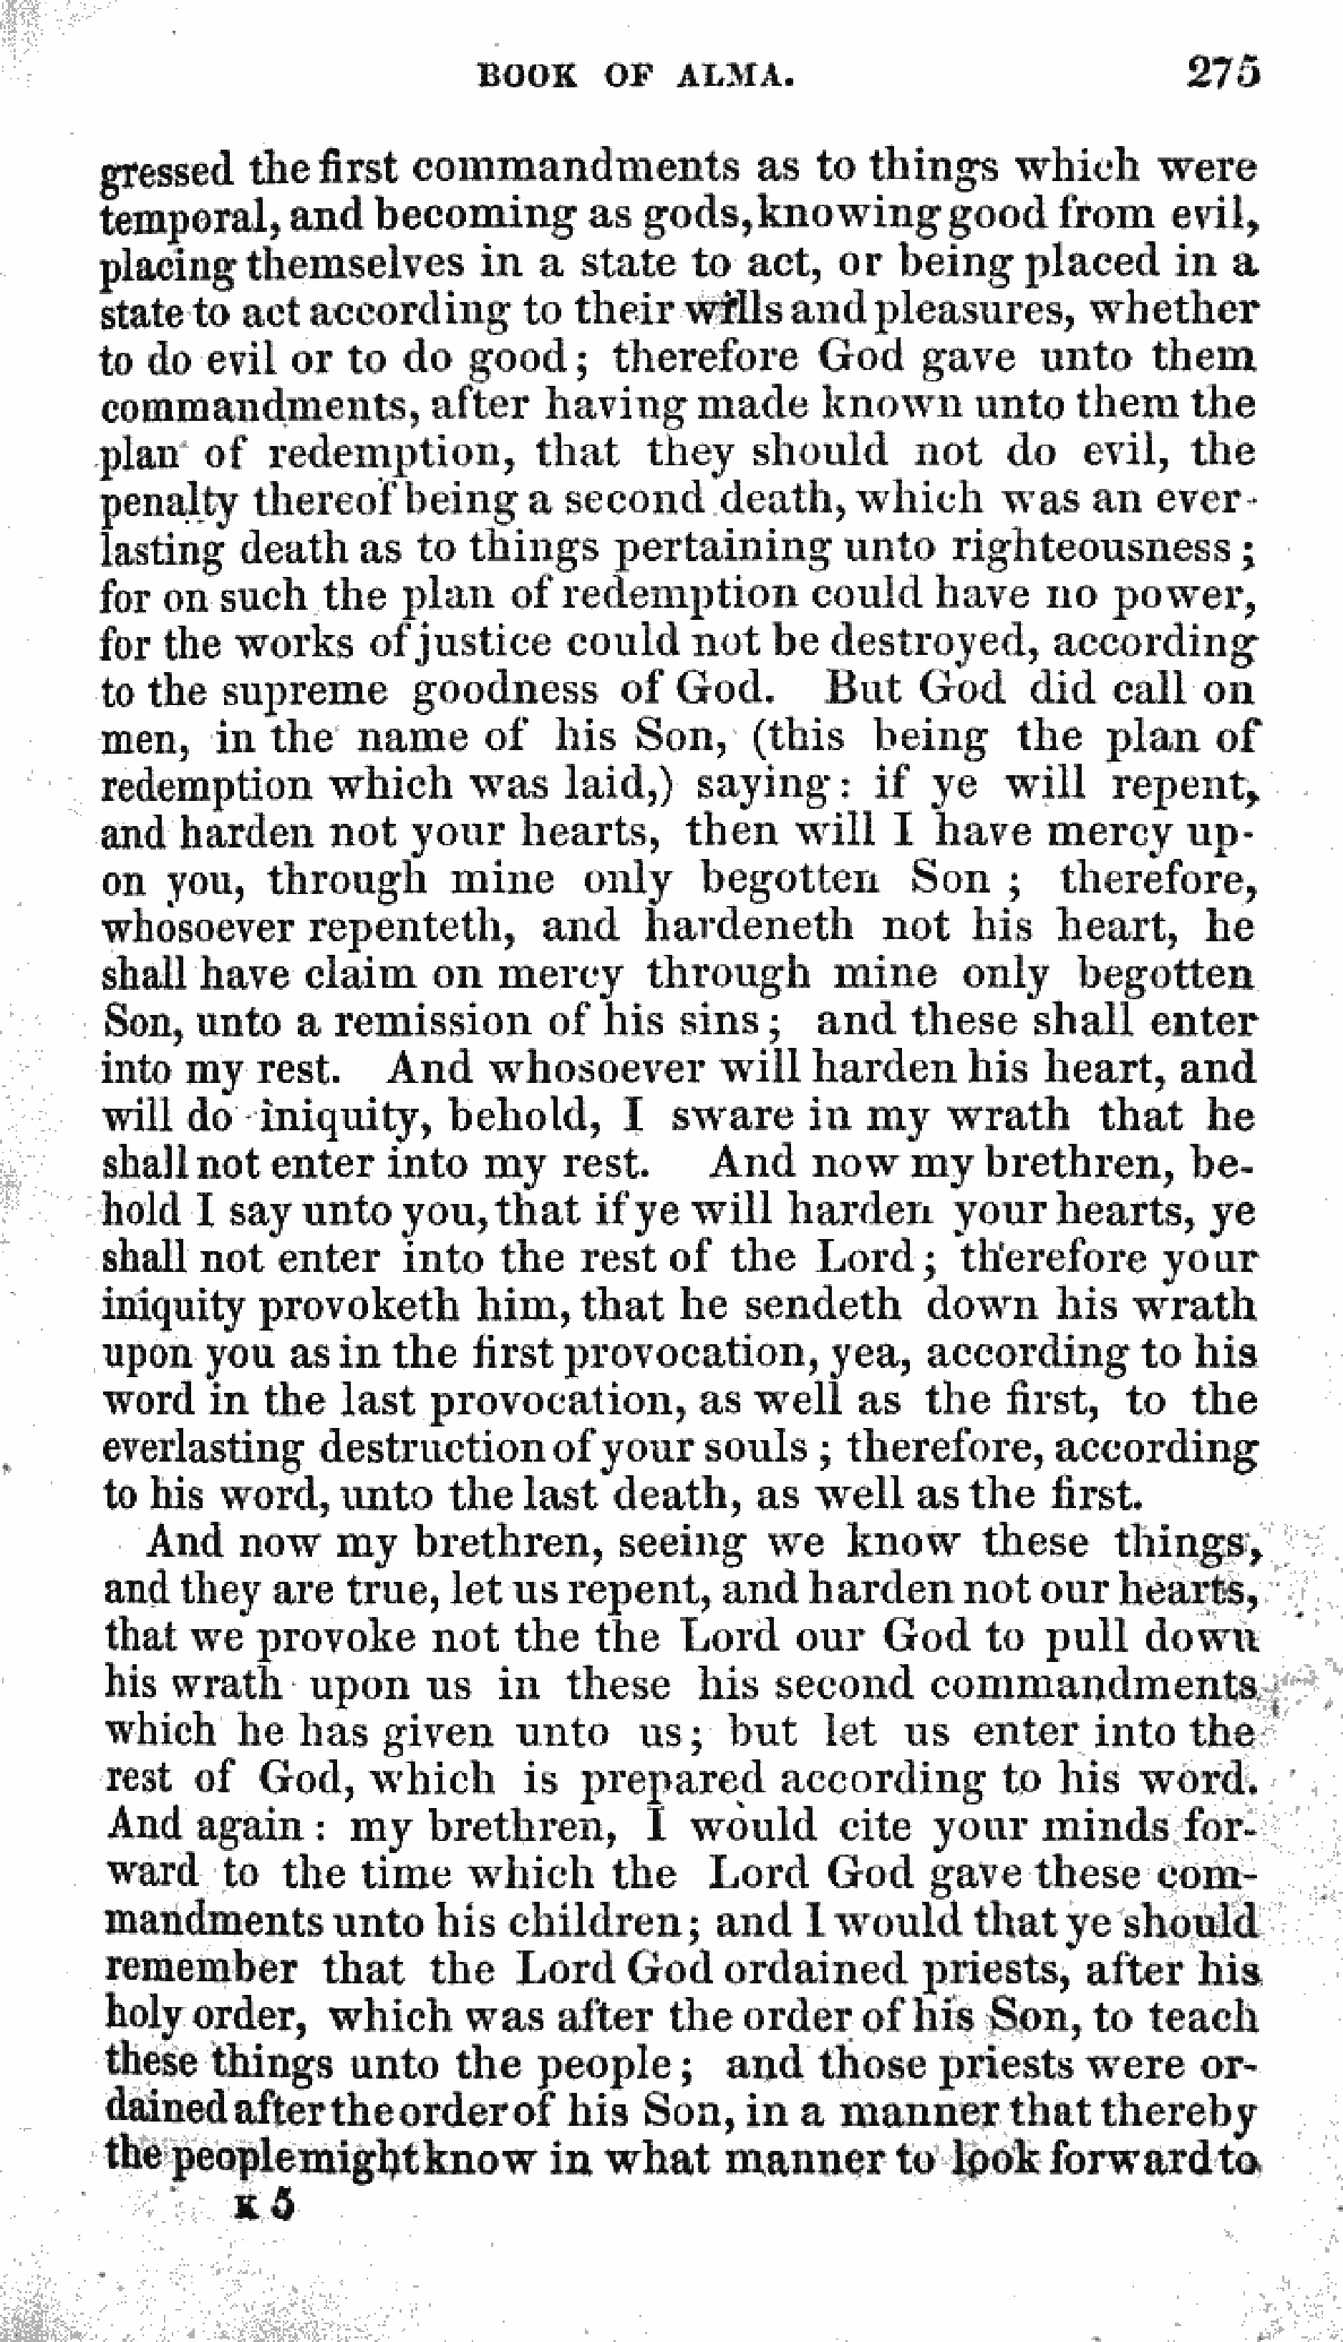 BOOK OF ALMA. 275
gressed the first commandments as to things which were
temporal, and becoming as gods, knowing good from evil,
placing themselves in a state to act, or being placed in a
state to act according to their wills and pleasures, whether
to do evil or to do good; therefore God gave unto them
commandments, after having made known unto them the
plan of redemption, that they should not do evil, the
penalty thereof being a second death, which was an ever-
lasting death as to things pertaining unto righteousness;
for on such the plan of redemption could have no power,
for the works of justice could not be destroyed, according
to the supreme goodness of God. But God did call on
men, in the name of his Son, (this being the plan of
redemption which was laid,) saying: if ye will repent,
and harden not your hearts, then will I have mercy up-
on you, through mine only begotten Son; therefore,
whosoever repenteth, and hardeneth not his heart, he
shall have claim on mercy through mine only begotten
Son, unto a remission of his sins; and these shall enter
into my rest. And whosoever will harden his heart, and
will do iniquity, behold, I sware in my wrath that he
shall not enter into my rest. And now my brethren, be-
hold I say unto you, that if ye will harden your hearts, ye
shall not enter into the rest of the Lord; therefore your
iniquity provoketh him, that he sendeth down his wrath
upon you as in the first provocation, yea, according to his
word in the last provocation, as well as the first, to the
everlasting destruction of your souls; therefore, according
to his word, unto the last death, as well as the first.
And now my brethren, seeing we know these things,
and they are true, let us repent, and harden not our hearts,
that we provoke not the the Lord our God to pull down
his wrath upon us in these his second commandments
which he has given unto us; but let us enter into the
rest of God, which is prepared according to his word.
And again: my brethren, I would cite your minds for-
ward to the time which the Lord God gave these com-
mandments unto his children; and I would that ye should
remember that the Lord God ordained priests, after his
holy order, which was after the order of his Son, to teach
these things unto the people; and those priests were or-
dained after the order of his Son, in a manner that thereby
the people might know in what manner to look forward to
K 5